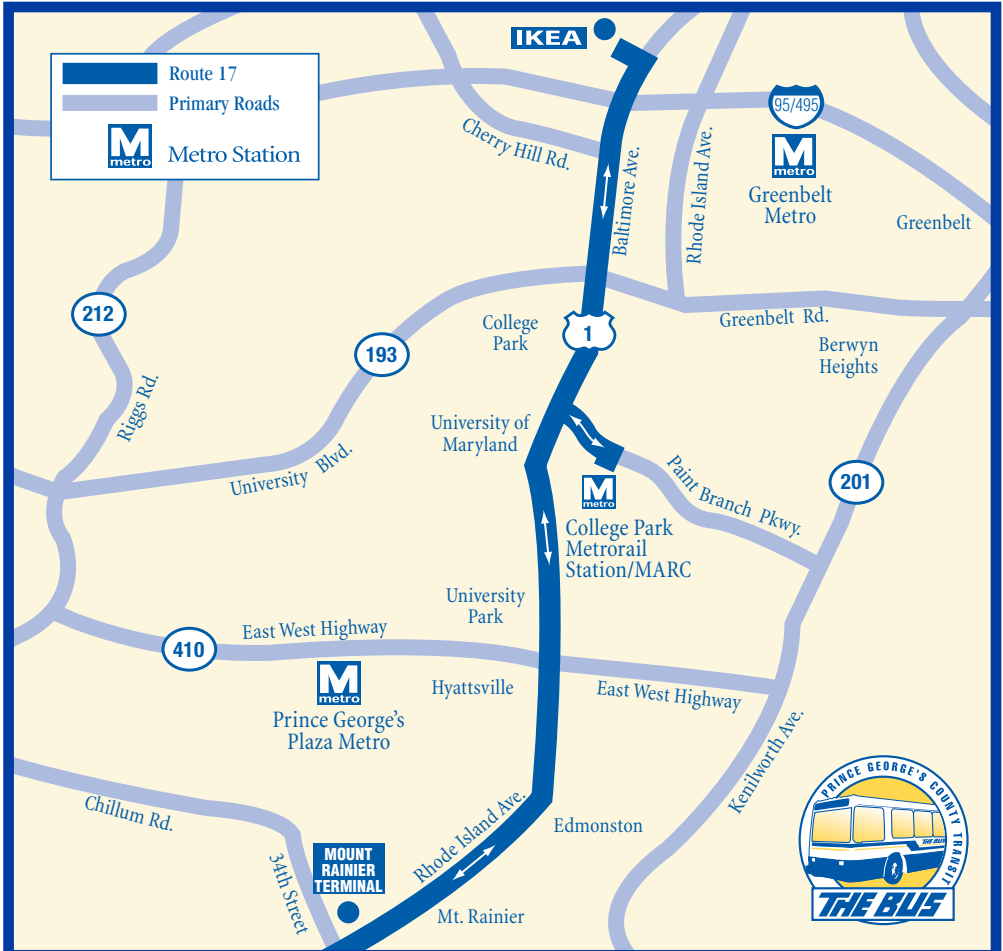 IKEA
Route 17
Primary Roads
M
metro
Metro Station
95/495
Cherry Hill Rd.
Baltimore Ave.
Rhode Island Ave.
M
metro
Greenbelt
Metro
Greenbelt
212
College
Park
1
Greenbelt Rd.
193
Berwyn
Heights
Riggs Rd.
University of
Maryland
University Blvd.
Paint Branch Pkwy.
201
M
metro
College Park
Metrorail
Station/MARC
University
Park
410
East West Highway
M
metro
Hyattsville
East West Highway
Prince George's
Plaza Metro
Kenilworth Ave.
Chillum Rd.
Rhode Island Ave.
Edmonston
34th Street
MOUNT
RAINIER
TERMINAL
Mt. Rainier
PRINCE GEORGE'S COUNTY TRANSIT
THE BUS
THE BUS